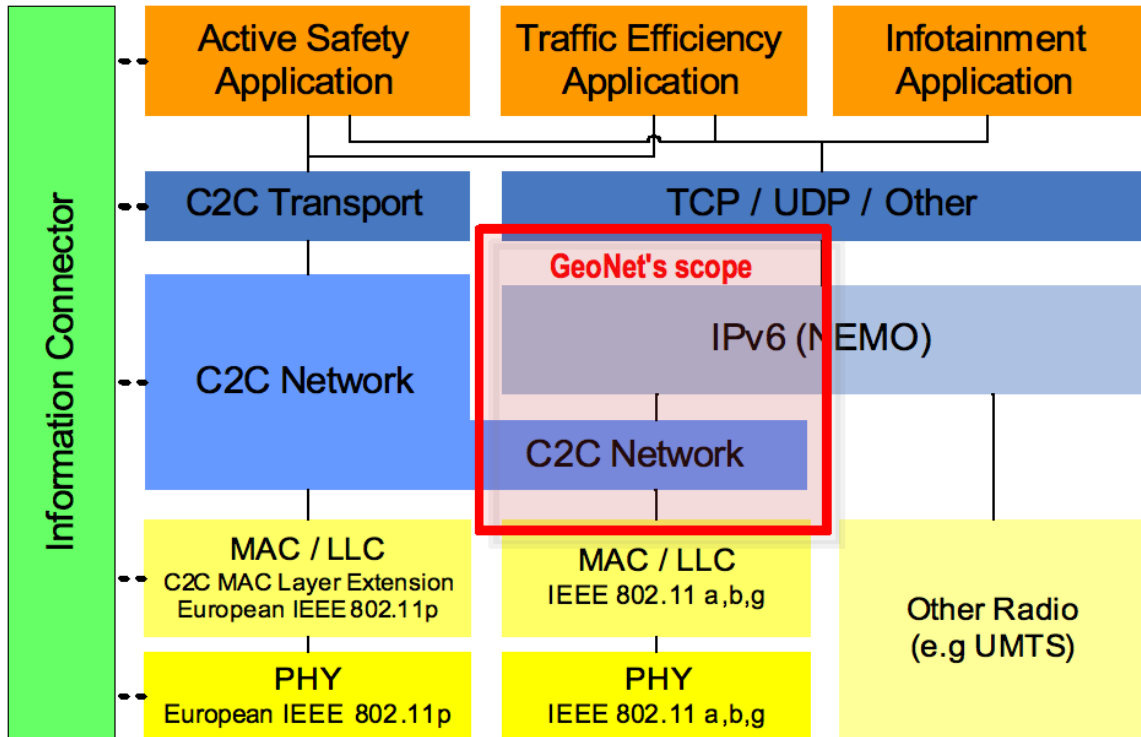 Information Connector
Active Safety
Application
Traffic Efficiency
Application
Infotainment
Application
C2C Transport
TCP / UDP / Other
GeoNet's scope
IPv6 (NEMO)
C2C Network
C2C Network
MAC / LLC
C2C MAC Layer Extension
European IEEE 802.11p
MAC / LLC
IEEE 802.11 a,b,g
Other Radio
(e.g UMTS)
PHY
European IEEE 802.11p
PHY
IEEE 802.11 a,b,g